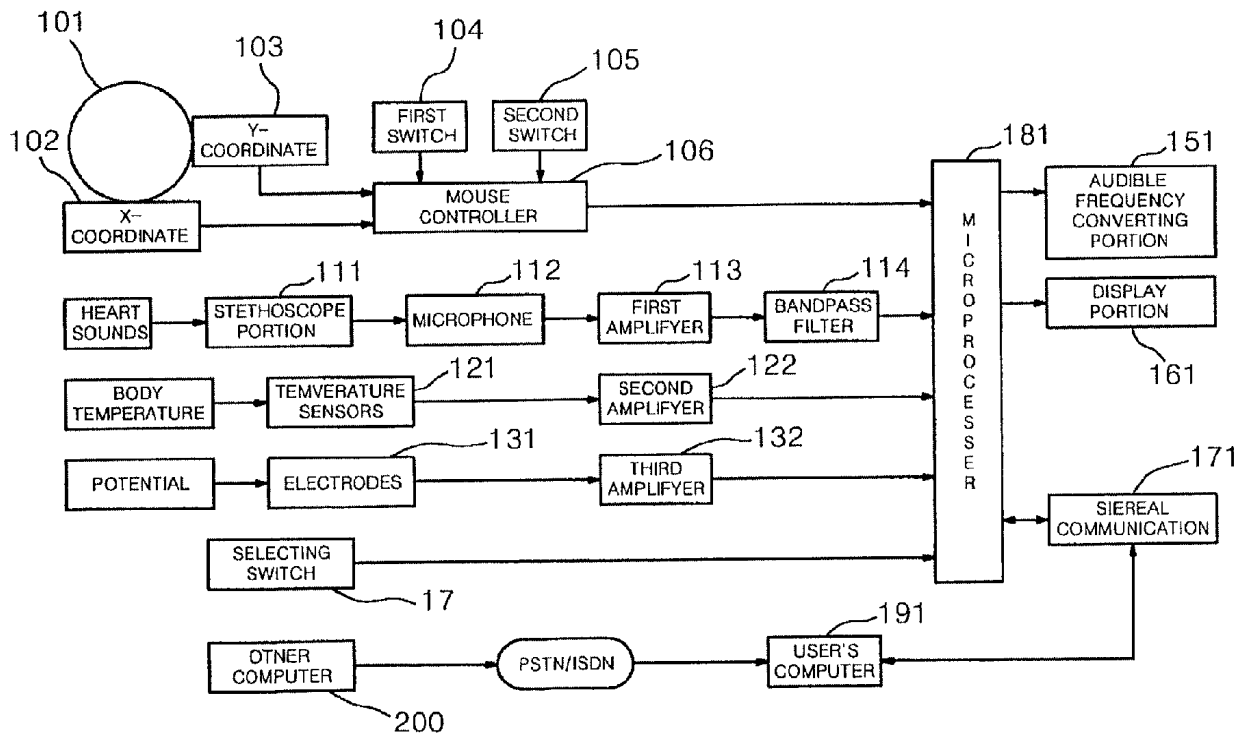 101
103
104
105
102
Y-
COORDINATE
FIRST
SWITCH
SECOND
SWITCH
106
181
151
X-
COORDINATE
MOUSE
CONTROLLER
AUDIBLE
FREQUENCY
CONVERTING
PORTION
MICROPROCESSER
111
112
113
114
HEART
SOUNDS
STETHOSCOPE
PORTION
MICROPHONE
FIRST
AMPLIFYER
BANDPASS
FILTER
DISPLAY
PORTION
161
121
122
BODY
TEMPERATURE
TEMVERATURE
SENSORS
SECOND
AMPLIFYER
131
132
POTENTIAL
ELECTRODES
THIRD
AMPLIFYER
171
SIEREAL
COMMUNICATION
SELECTING
SWITCH
17
191
OTNER
COMPUTER
PSTN/ISDN
USER'S
COMPUTER
200